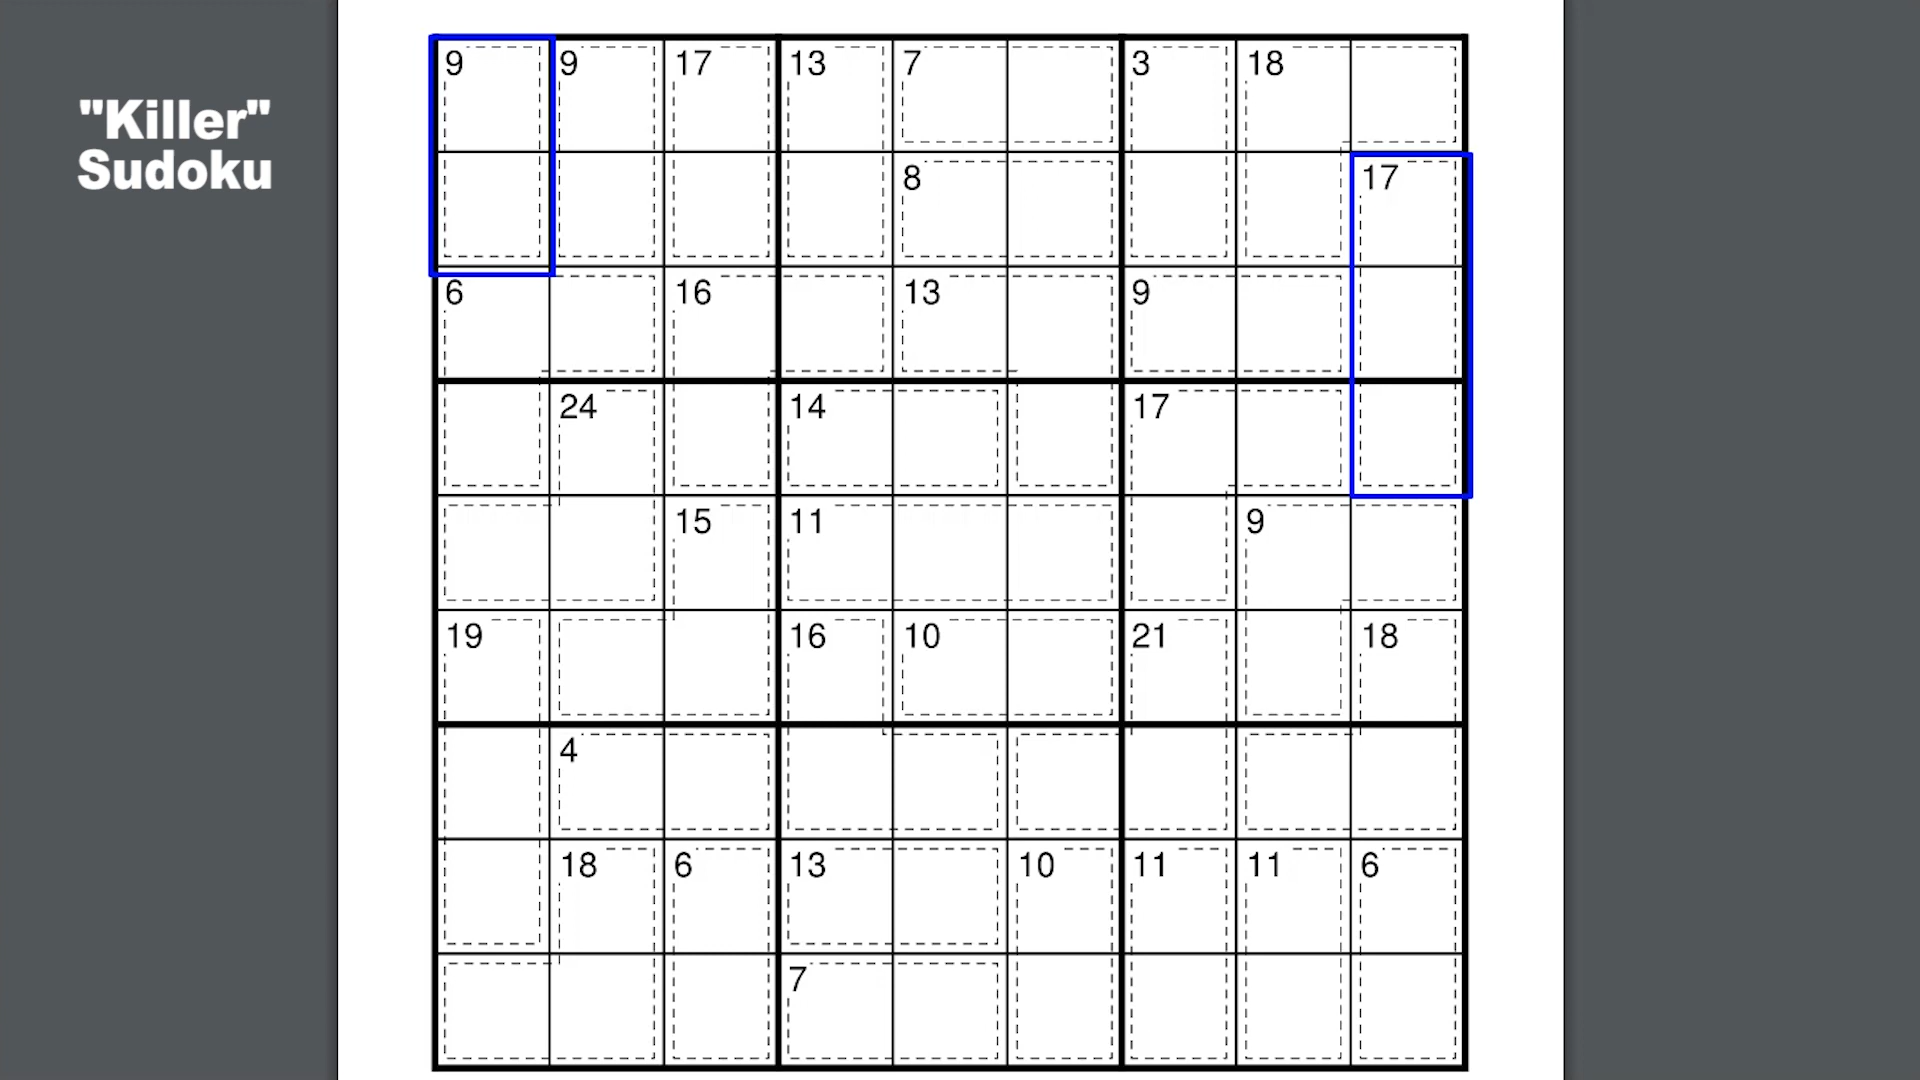 "Killer"
Sudoku
9 9 17 13 7 3 18
8 17
6 16 13 9
24 14 17
15 11 9
19 16 10 21 18
4
18 6 13 10 11 11 6
7